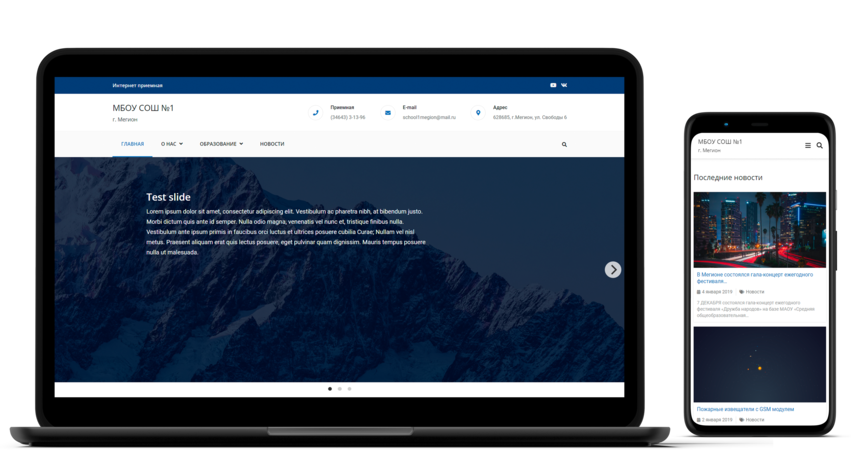 Интернет приемная
МБОУ СОШ №1
г. Мегион
Приемная
(34643) 3-13-96
E-mail
school1megion@mail.ru
Адрес
628685, г.Мегион, ул. Свободы 6
ГЛАВНАЯ О НАС ОБРАЗОВАНИЕ НОВОСТИ
Test slide
Lorem ipsum dolor sit amet, consectetur adipiscing elit. Vestibulum ac pharetra nibh, at bibendum justo.
Morbi dictum quis ante id semper. Nulla odio magna, venenatis vel nunc et, tristique finibus nulla.
Vestibulum ante ipsum primis in faucibus orci luctus et ultrices posuere cubilia Curae; Nullam vel nisl
metus. Praesent aliquam erat quis lectus posuere, eget pulvinar quam dignissim. Mauris tempus posuere
nulla ut malesuada.
МБОУ СОШ №1
г. Мегион
Последние новости
В Мегионе состоялся гала концерт ежегодного
фестиваля...
4 января 2019 Новости
7 ДЕКАБРЯ состоялся гала-концерт ежегодного
фестиваля «Дружба народов» на базе МАОУ «Средняя
общеобразовательная...
Пожарные извещатели с GSM модулем
2 января 2019 Новости